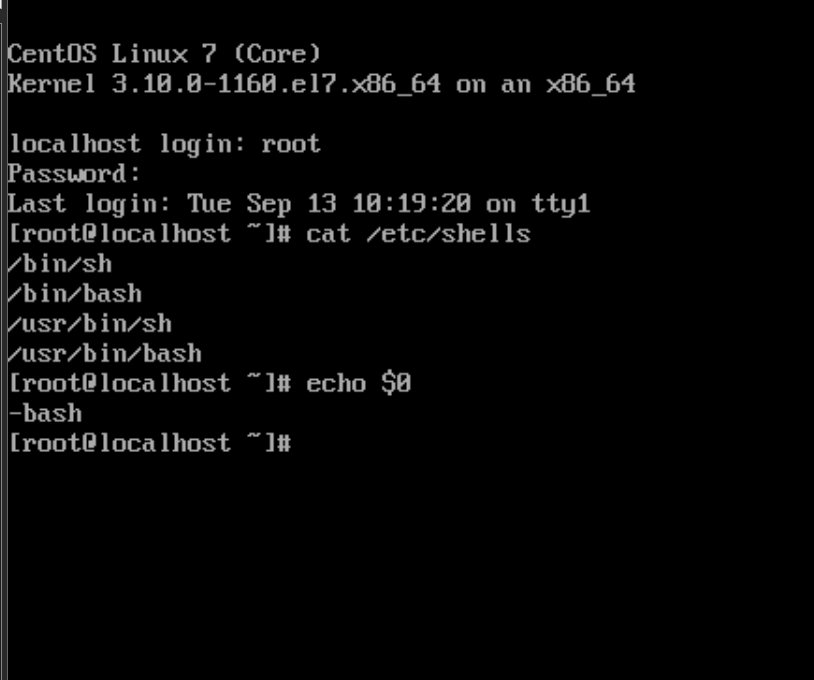 CentOS Linux 7 (Core)
Kernel 3.10.0-1160.el7.x86_64 on an x86_64
localhost login: root
Password:
Last login: Tue Sep 13 10:19:20 on tty1
[root@localhost ~]# cat /etc/shells
/bin/sh
/bin/bash
/usr/bin/sh
/usr/bin/bash
[root@localhost ~]# echo $0
-bash
[root@localhost ~]#